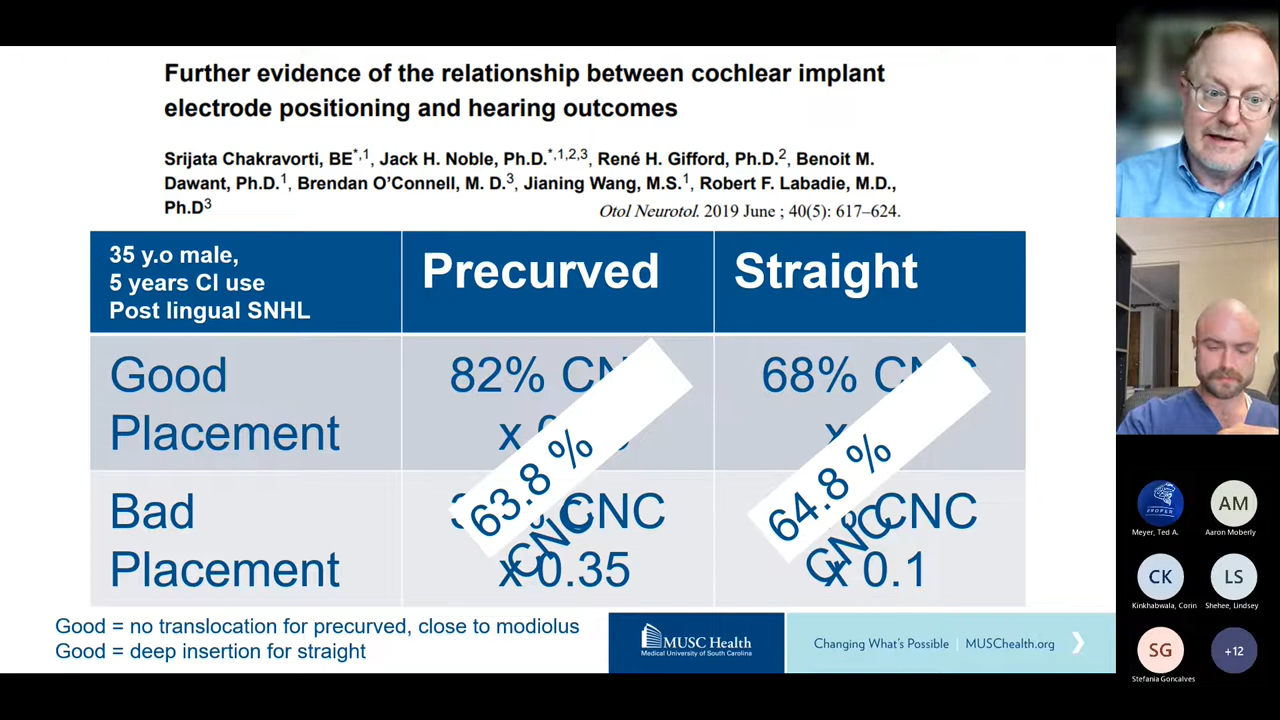 Further evidence of the relationship between cochlear implant
electrode positioning and hearing outcomes
Srijata Chakravorti, BE*,1, Jack H. Noble, Ph.D.*,1,2,3, René H. Gifford, Ph.D.2, Benoit M.
Dawant, Ph.D.1, Brendan O’Connell, M. D.3, Jianing Wang, M.S.1, Robert F. Labadie, M.D.,
Ph.D3
Otol Neurotol. 2019 June ; 40(5): 617–624.
35 y.o male,
5 years CI use
Post lingual SNHL
Precurved
Straight
Good
Placement
82%
x
68%
x
Bad
Placement
CNC
x 0.35
CNC
x 0.1
63.8 %
CNC
64.8 %
CNC
Good = no translocation for precurved, close to modiolus
Good = deep insertion for straight
MUSC Health
Medical University of South Carolina
Changing What’s Possible | MUSChealth.org
PROPER
Meyer, Ted A.
AM
Aaron Moberly
CK
Kinkhabwala, Corin
LS
Shehee, Lindsey
SG
Stefania Goncalves
+12